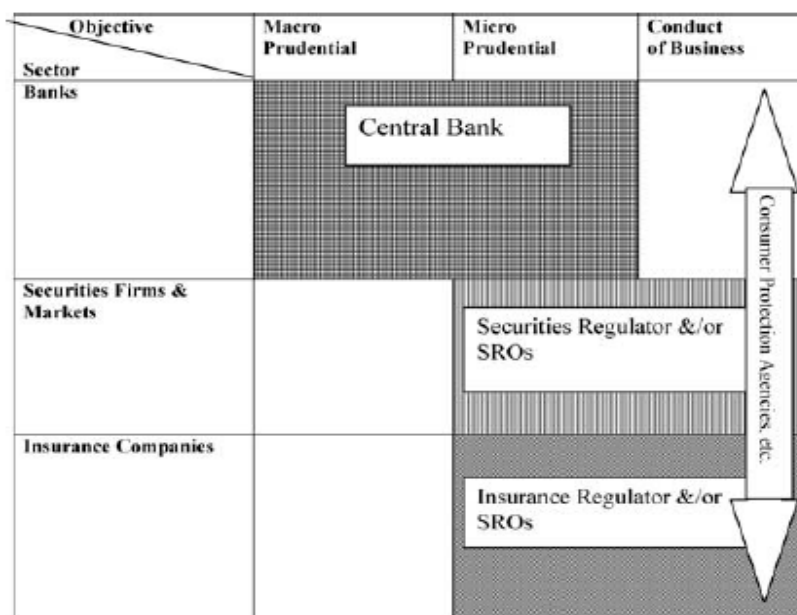 Objective
Sector
Macro
Prudential
Micro
Prudential
Conduct
of Business
Banks
Central Bank
Securities Firms &
Markets
Securities Regulator &/or
SROs
Insurance Companies
Insurance Regulator &/or
SROs
Consumer Protection Agencies, etc.